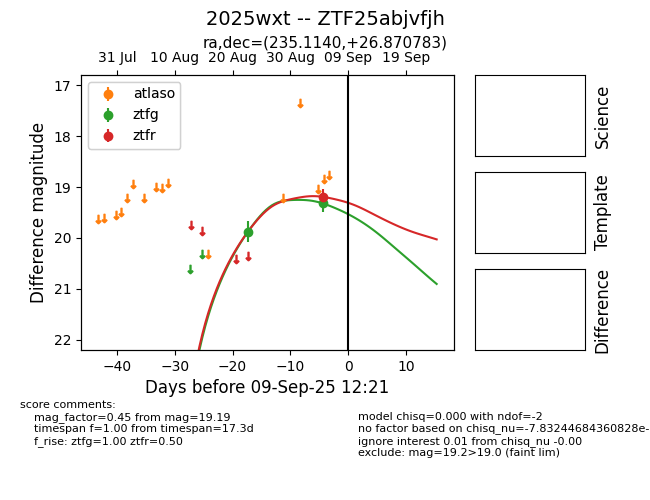 2025wxt -- ZTF25abjvfjh
ra,dec=(235.1140,+26.870783)
31 Jul 10 Aug 20 Aug 30 Aug 09 Sep 19 Sep
atlaso
ztfg
ztfr
17
18
19
20
21
22
Difference magnitude
−40 −30 −20 −10 0 10
Days before 09-Sep-25 12:21
Science
Template
Difference
score comments:
mag_factor=0.45 from mag=19.19
timespan f=1.00 from timespan=17.3d
f_rise: ztfg=1.00 ztfr=0.50
model chisq=0.000 with ndof=-2
no factor based on chisq_nu=-7.83244684360828e-
ignore interest 0.01 from chisq_nu -0.00
exclude: mag=19.2>19.0 (faint lim)